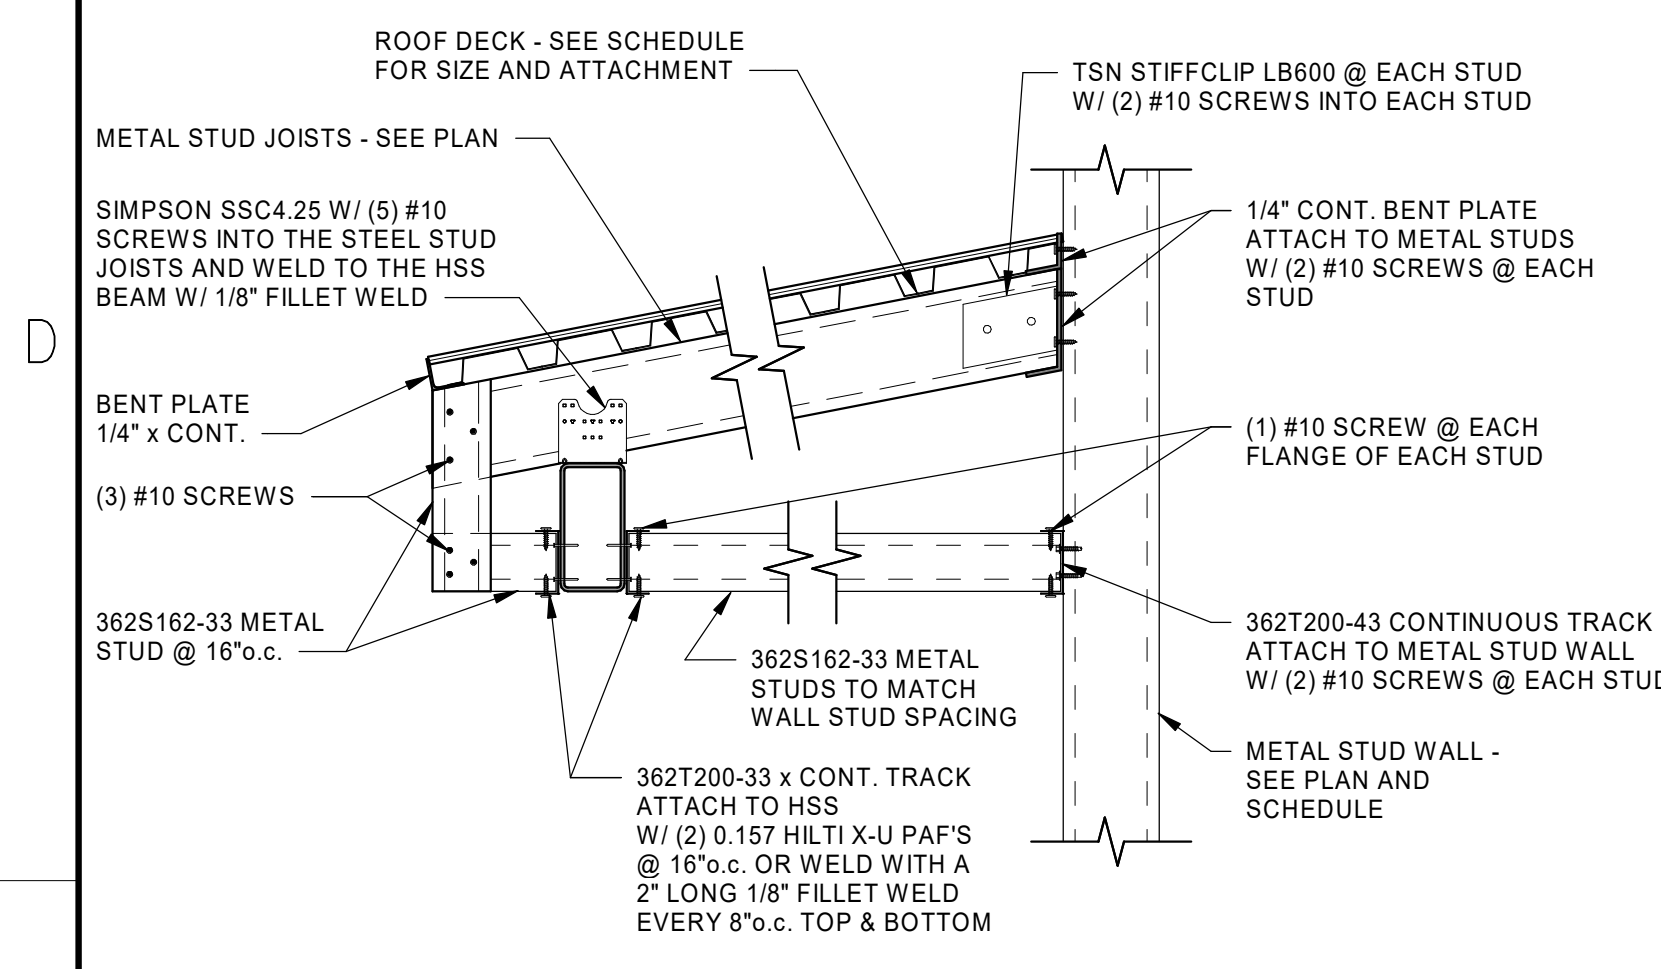 ROOF DECK - SEE SCHEDULE
FOR SIZE AND ATTACHMENT
TSN STIFFCLIP LB600 @ EACH STUD
W/ (2) #10 SCREWS INTO EACH STUD
METAL STUD JOISTS - SEE PLAN
SIMPSON SSC4.25 W/ (5) #10
SCREWS INTO THE STEEL STUD
JOISTS AND WELD TO THE HSS
BEAM W/ 1/8" FILLET WELD
1/4" CONT. BENT PLATE
ATTACH TO METAL STUDS
W/ (2) #10 SCREWS @ EACH
STUD
D
BENT PLATE
1/4" x CONT.
(1) #10 SCREW @ EACH
FLANGE OF EACH STUD
(3) #10 SCREWS
362S162-33 METAL
STUD @ 16"o.c.
362S162-33 METAL
STUDS TO MATCH
WALL STUD SPACING
362T200-43 CONTINUOUS TRACK
ATTACH TO METAL STUD WALL
W/ (2) #10 SCREWS @ EACH STUD
362T200-33 x CONT. TRACK
ATTACH TO HSS
W/ (2) 0.157 HILTI X-U PAF'S
@ 16"o.c. OR WELD WITH A
2" LONG 1/8" FILLET WELD
EVERY 8"o.c. TOP & BOTTOM
METAL STUD WALL -
SEE PLAN AND
SCHEDULE